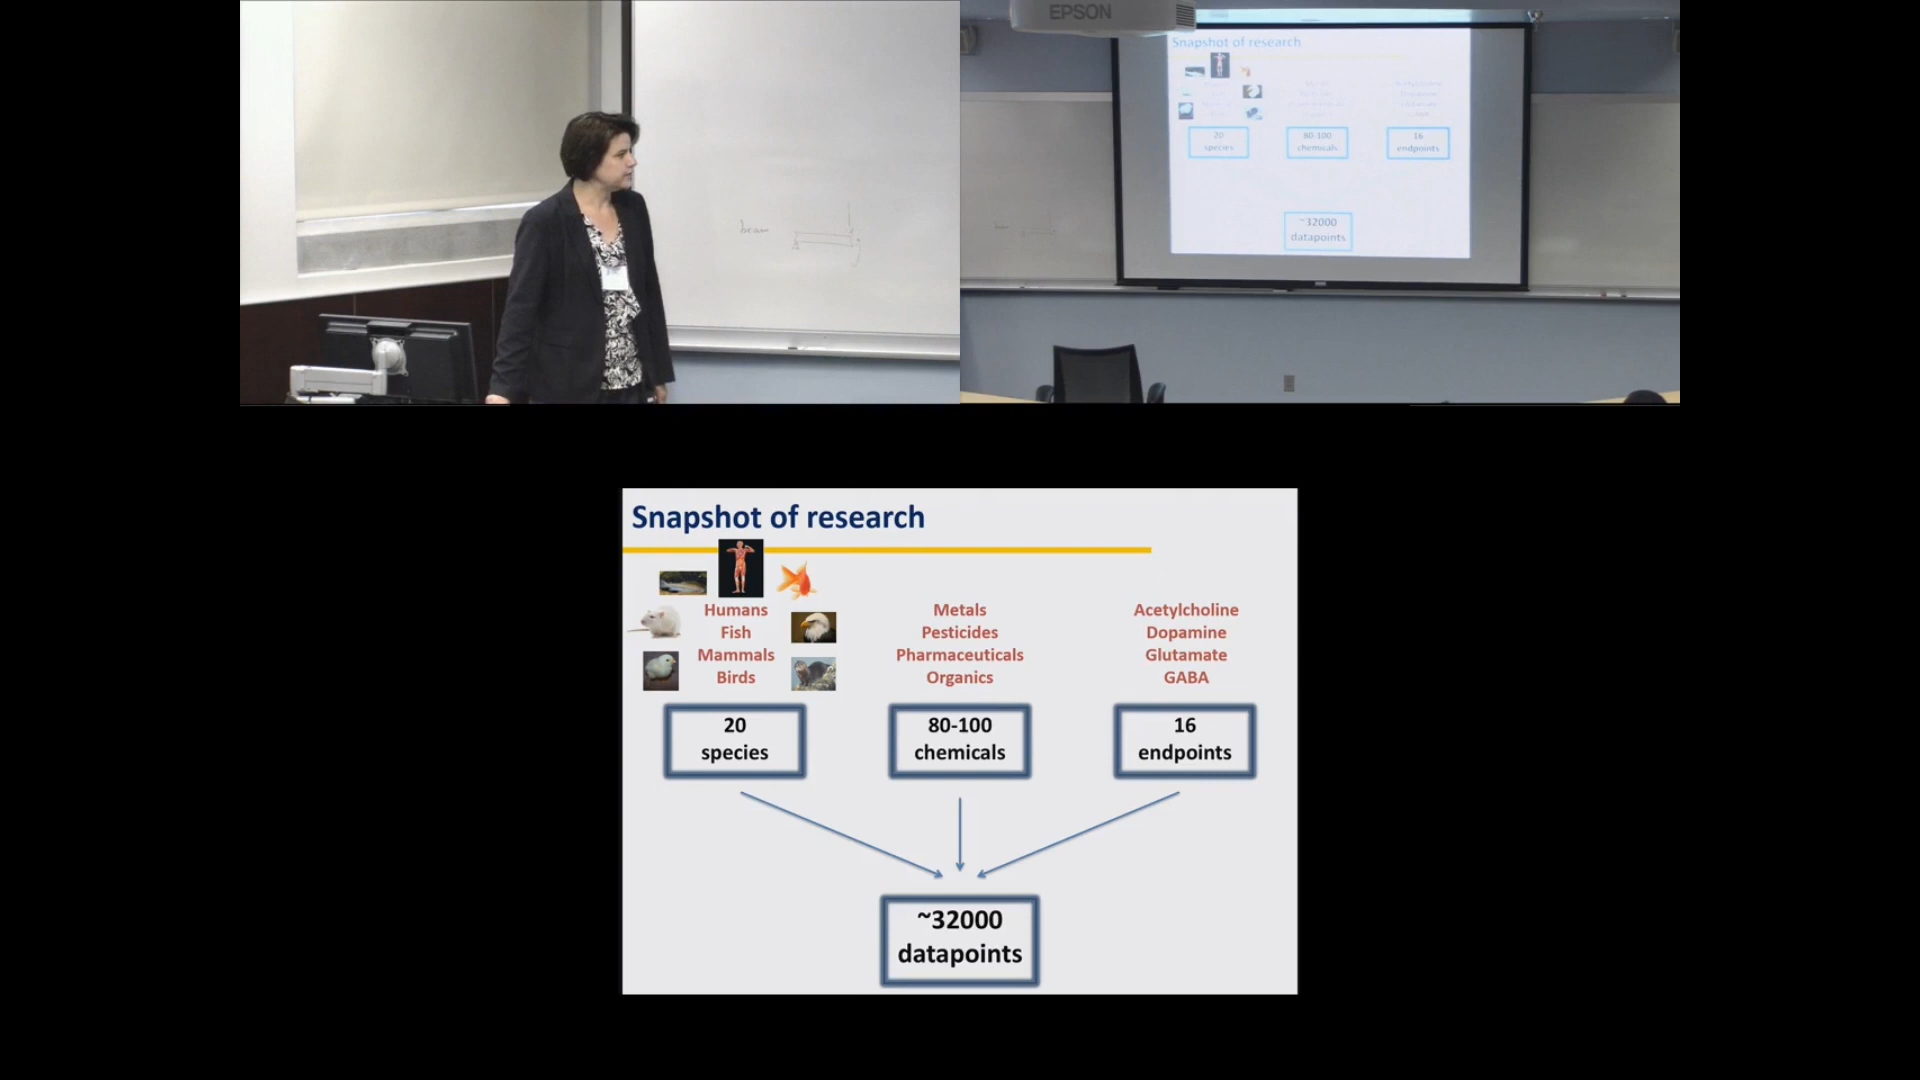 bear
EPSON
Snapshot of research
20
species
80-100
chemicals
16
endpoints
~32000
datapoints
Snapshot of research
Humans
Fish
Mammals
Birds
Metals
Pesticides
Pharmaceuticals
Organics
Acetylcholine
Dopamine
Glutamate
GABA
20
species
80-100
chemicals
16
endpoints
~32000
datapoints